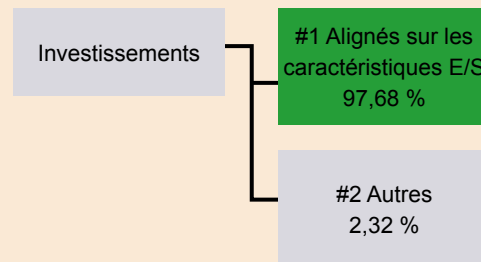 Investissements
#1 Alignés sur les
caractéristiques E/S
97,68 %
#2 Autres
2,32 %